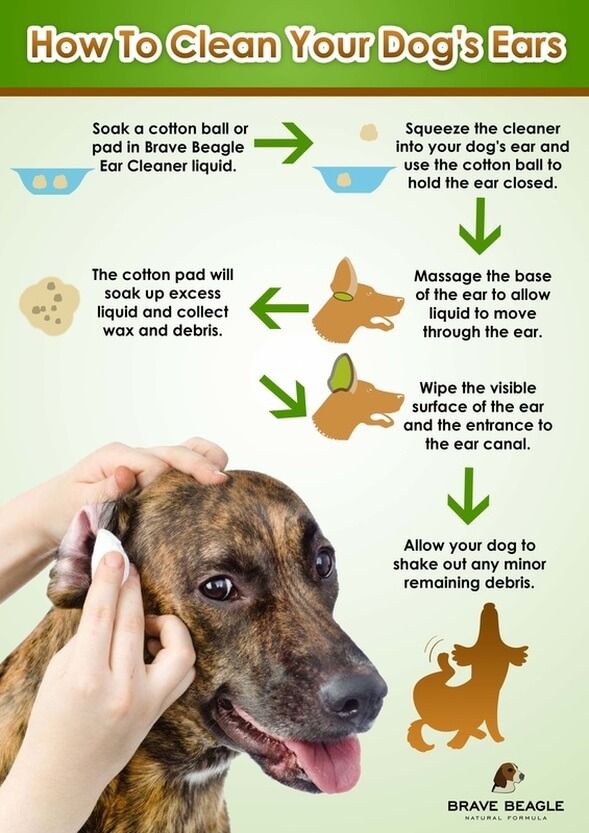 How To Clean Your Dog's Ears
Soak a cotton ball or
pad in Brave Beagle
Ear Cleaner liquid.
Squeeze the cleaner
into your dog's ear and
use the cotton ball to
hold the ear closed.
Massage the base
of the ear to allow
liquid to move
through the ear.
The cotton pad will
soak up excess
liquid and collect
wax and debris.
Wipe the visible
surface of the ear
and the entrance to
the ear canal.
Allow your dog to
shake out any minor
remaining debris.
BRAVE BEAGLE
NATURAL FORMULA